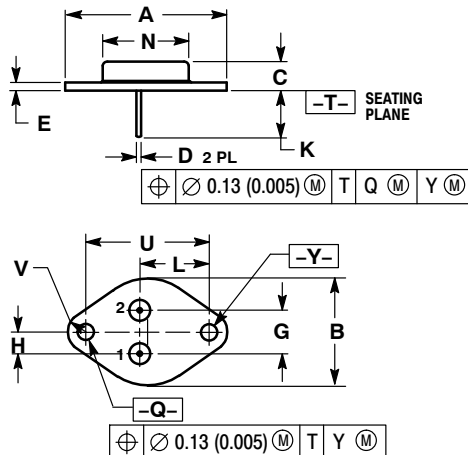 A
N
C
E
–T– SEATING PLANE
K
D 2 PL
⌖ ∅ 0.13 (0.005) Ⓜ T Q Ⓜ Y Ⓜ
U
L
V
–Y–
2
G
B
H
1
–Q–
⌖ ∅ 0.13 (0.005) Ⓜ T Y Ⓜ